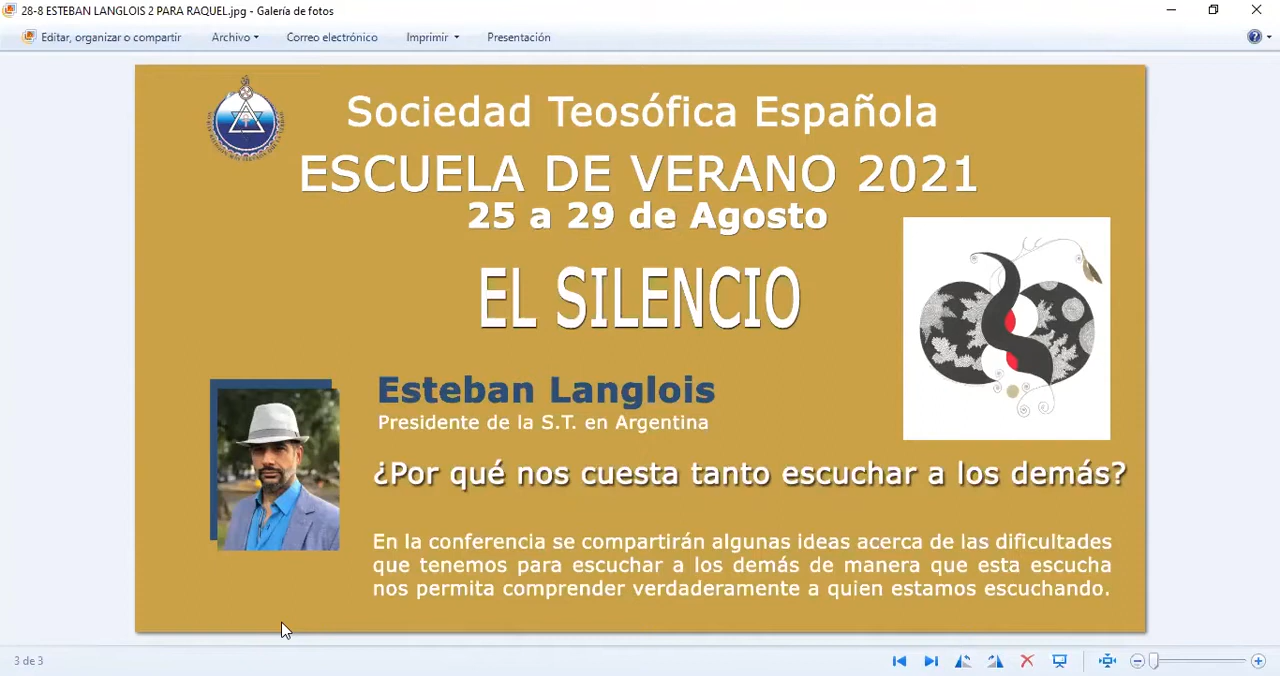 28-8 ESTEBAN LANGLOIS 2 PARA RAQUEL.jpg - Galería de fotos
Editar, organizar o compartir Archivo Correo electrónico Imprimir Presentación
Sociedad Teosófica Española
ESCUELA DE VERANO 2021
25 a 29 de Agosto
EL SILENCIO
Esteban Langlois
Presidente de la S.T. en Argentina
¿Por qué nos cuesta tanto escuchar a los demás?
En la conferencia se compartirán algunas ideas acerca de las dificultades
que tenemos para escuchar a los demás de manera que esta escucha
nos permita comprender verdaderamente a quien estamos escuchando.
3 de 3